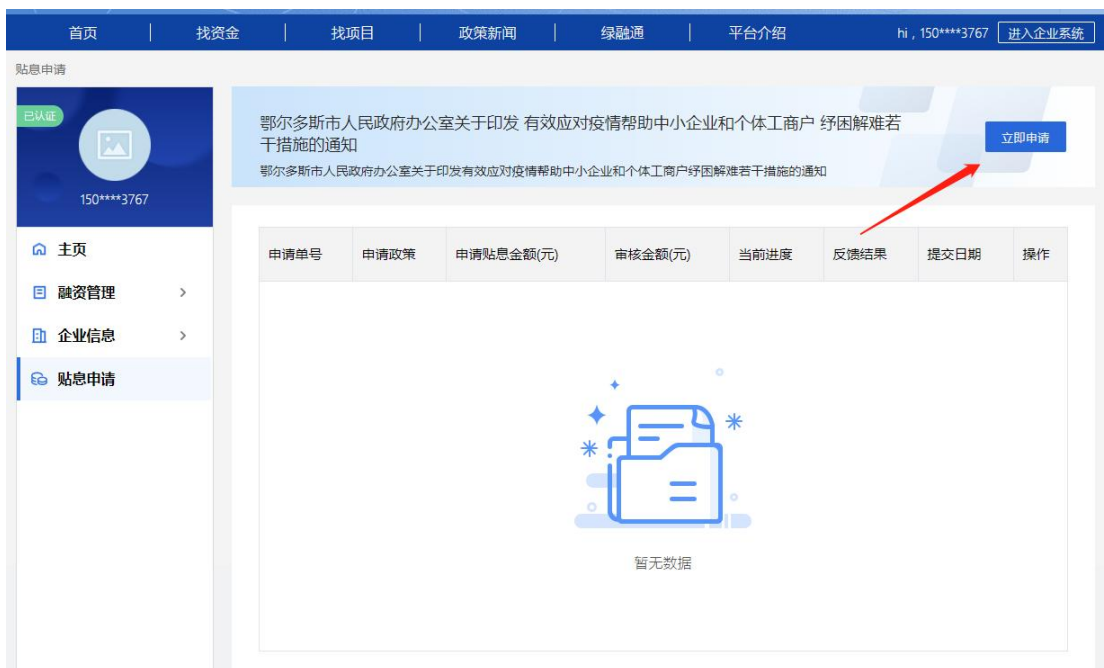 首页 | 找资金 | 找项目 | 政策新闻 | 绿融通 | 平台介绍 hi , 150****3767 进入企业系统
贴息申请
已认证
150****3767
主页
融资管理
企业信息
贴息申请
鄂尔多斯市人民政府办公室关于印发 有效应对疫情帮助中小企业和个体工商户 纾困解难若
干措施的通知
鄂尔多斯市人民政府办公室关于印发有效应对疫情帮助中小企业和个体工商户纾困解难若干措施的通知
立即申请
申请单号 申请政策 申请贴息金额(元) 审核金额(元) 当前进度 反馈结果 提交日期 操作
暂无数据